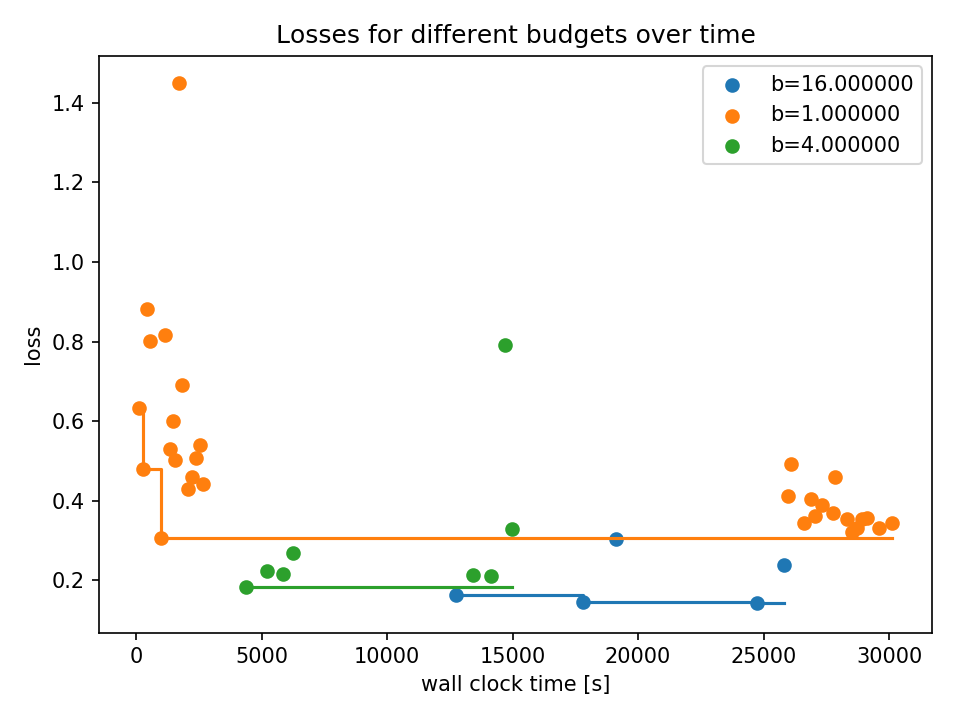 Losses for different budgets over time
b=16.000000
b=1.000000
b=4.000000
loss
1.4
1.2
1.0
0.8
0.6
0.4
0.2
0 5000 10000 15000 20000 25000 30000
wall clock time [s]